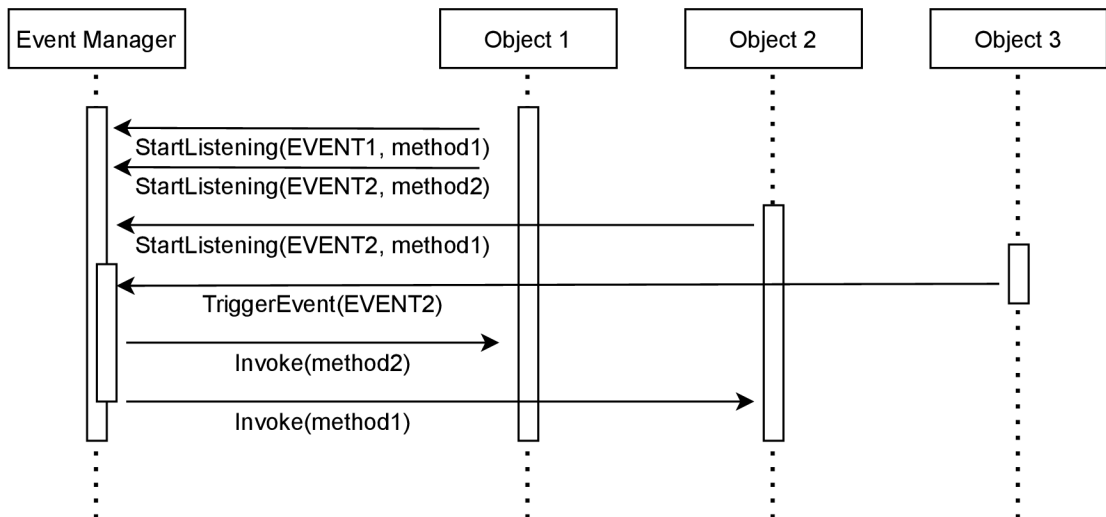 Event Manager
Object 1
Object 2
Object 3
StartListening(EVENT1, method1)
StartListening(EVENT2, method2)
StartListening(EVENT2, method1)
TriggerEvent(EVENT2)
Invoke(method2)
Invoke(method1)